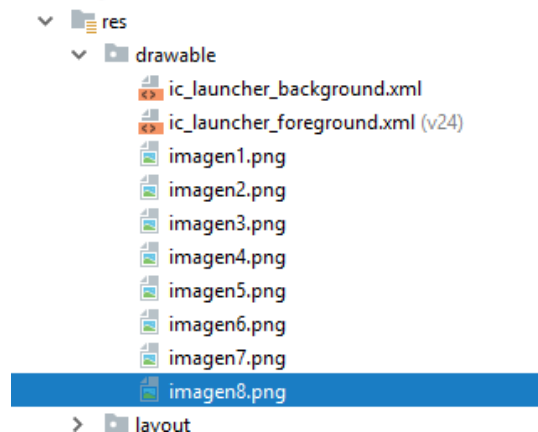 res
drawable
ic_launcher_background.xml
ic_launcher_foreground.xml (v24)
imagen1.png
imagen2.png
imagen3.png
imagen4.png
imagen5.png
imagen6.png
imagen7.png
imagen8.png
layout